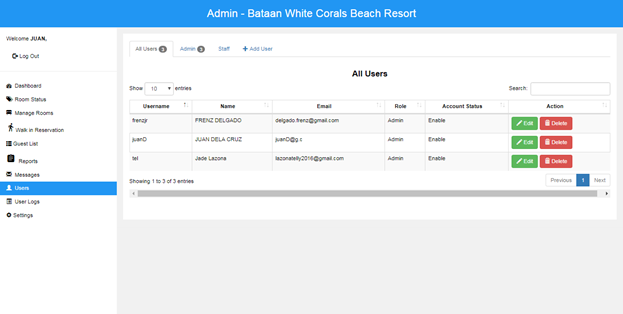 Admin - Bataan White Corals Beach Resort
Welcome JUAN,
Log Out
Dashboard
Room Status
Manage Rooms
Walk in Reservation
Guest List
Reports
Messages
Users
User Logs
Settings
All Users 3 Admin 3 Staff Add User
All Users
Show 10 entries Search:
Username Name Email Role Account Status Action
frenzjr FRENZ DELGADO delgado.frenz@gmail.com Admin Enable Edit Delete
juanD JUAN DELA CRUZ juanD@g.c Admin Enable Edit Delete
tel Jade Lazona lazonatelly2016@gmail.com Admin Enable Edit Delete
Showing 1 to 3 of 3 entries Previous 1 Next